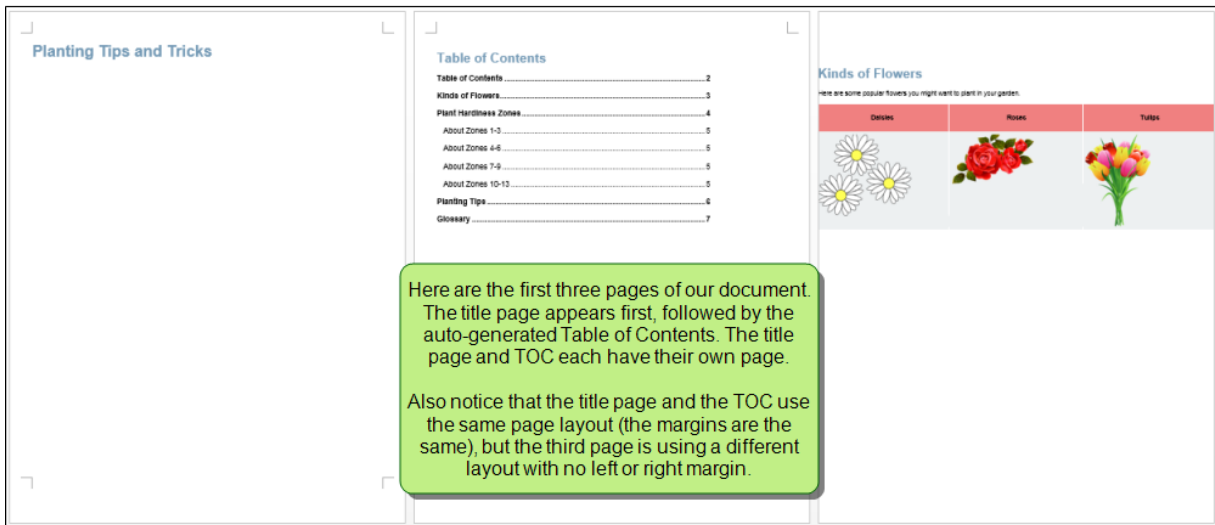 Planting Tips and Tricks
Table of Contents
Table of Contents 2
Kinds of Flowers 3
Plant Hardiness Zones 4
About Zones 1-3 5
About Zones 4-6 5
About Zones 7-9 5
About Zones 10-13 5
Planting Tips 6
Glossary 7
Kinds of Flowers
Here are some popular flowers you might want to plant in your garden.
Daisies Roses Tulips
Here are the first three pages of our document.
The title page appears first, followed by the
auto-generated Table of Contents. The title
page and TOC each have their own page.
Also notice that the title page and the TOC use
the same page layout (the margins are the
same), but the third page is using a different
layout with no left or right margin.